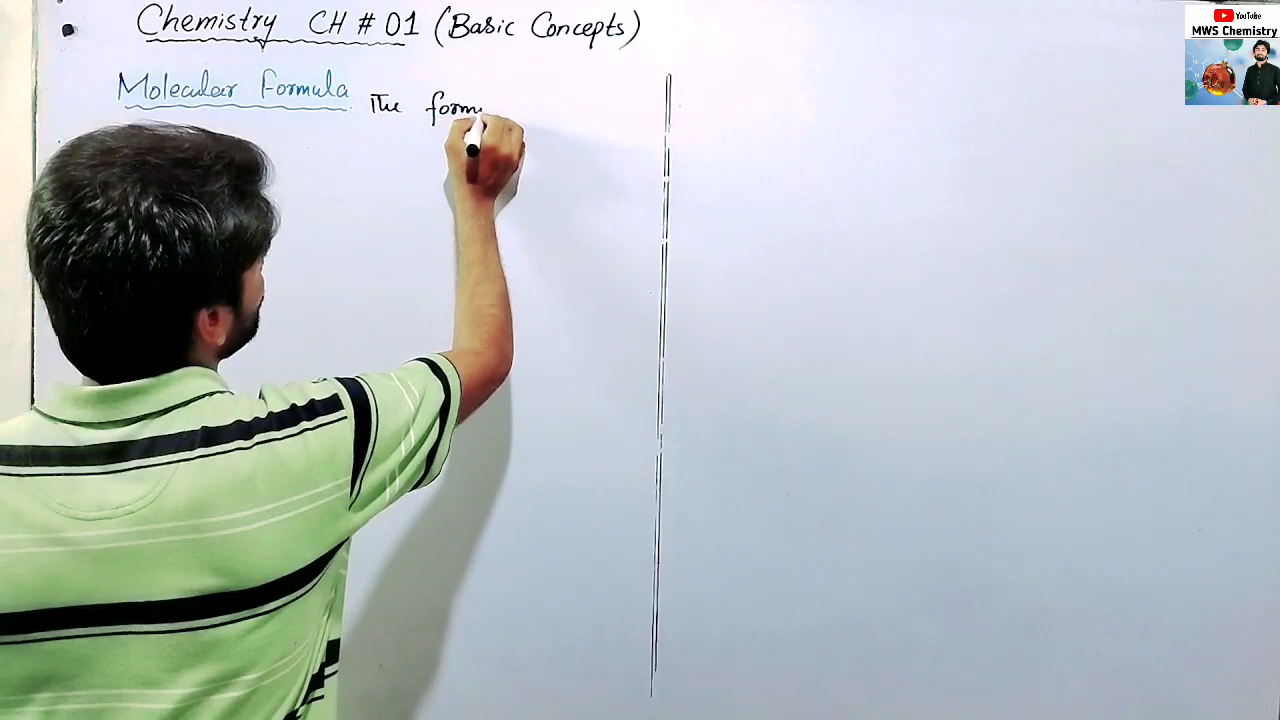 Chemistry CH # 01 (Basic Concepts)
Molecular Formula The form
YouTube
MWS Chemistry